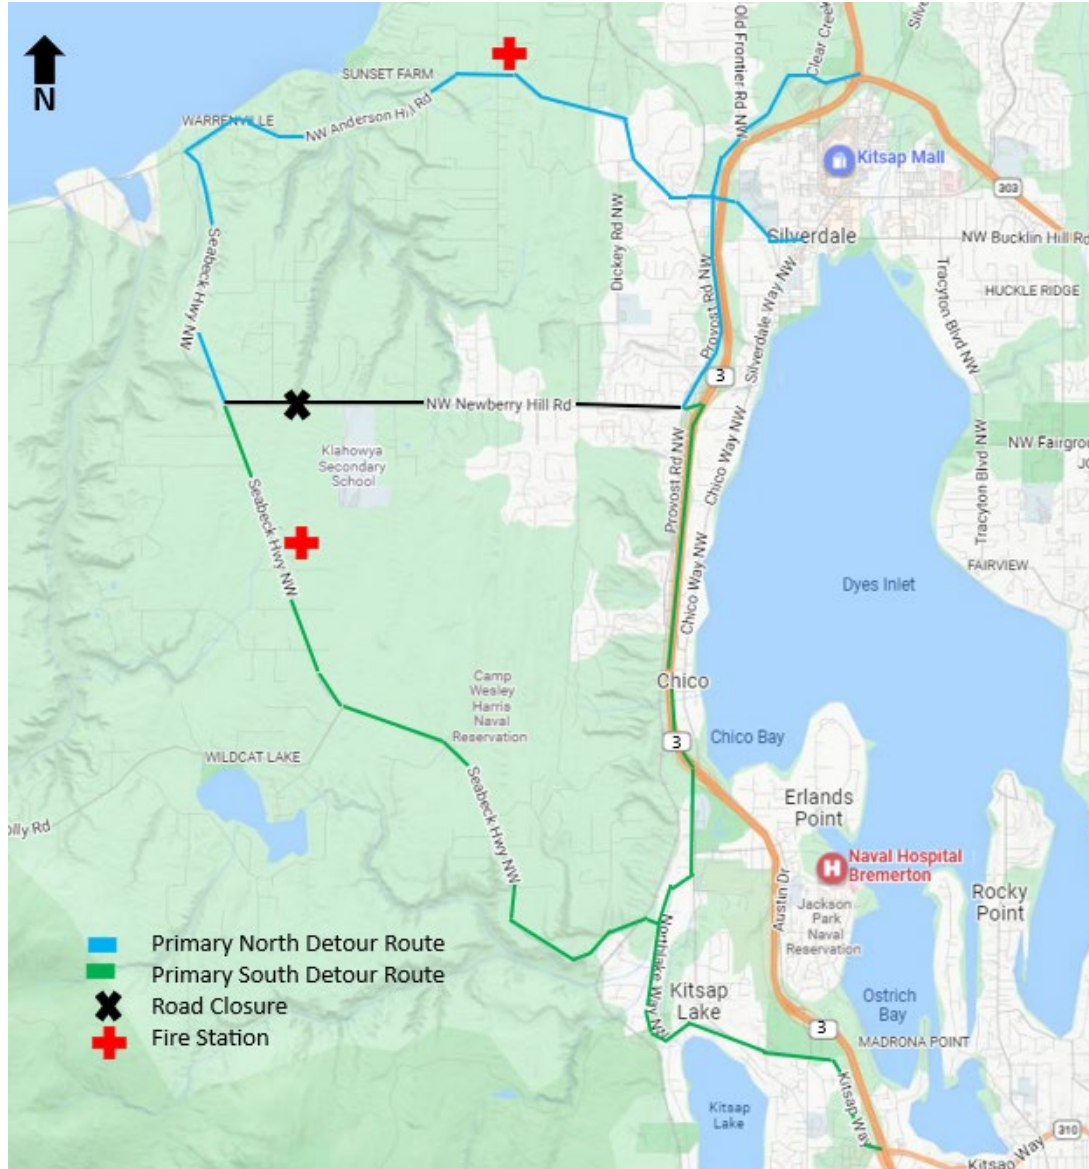 N
SUNSET FARM
WARRENVILLE
NW Anderson Hill Rd
Old Frontier Rd NW
Clear Creek
Silve
Kitsap Mall
303
Silverdale
NW Bucklin Hill Rd
Seabeck Hwy NW
Dickey Rd NW
Provost Rd NW
Silverdale Way NW
Tracyton Blvd NW
HUCKLE RIDGE
3
NW Newberry Hill Rd
Klahowya
Secondary
School
Provost Rd NW
Chico Way NW
Tracyton Blvd NW
NW Fairgrou
JO
Seabeck Hwy NW
Chico Way NW
FAIRVIEW
Dyes Inlet
Chico
Camp
Wesley
Harris
Naval
Reservation
3
Chico Bay
WILDCAT LAKE
Seabeck Hwy NW
olly Rd
Erlands
Point
Naval Hospital
Bremerton
Austin Dr
Jackson
Park
Naval
Reservation
Rocky
Point
Northlake Way NW
Kitsap
Lake
Ostrich
Bay
3
MADRONA POINT
Kitsap Way
Kitsap
Lake
310
Kitsap Way
Primary North Detour Route
Primary South Detour Route
Road Closure
Fire Station